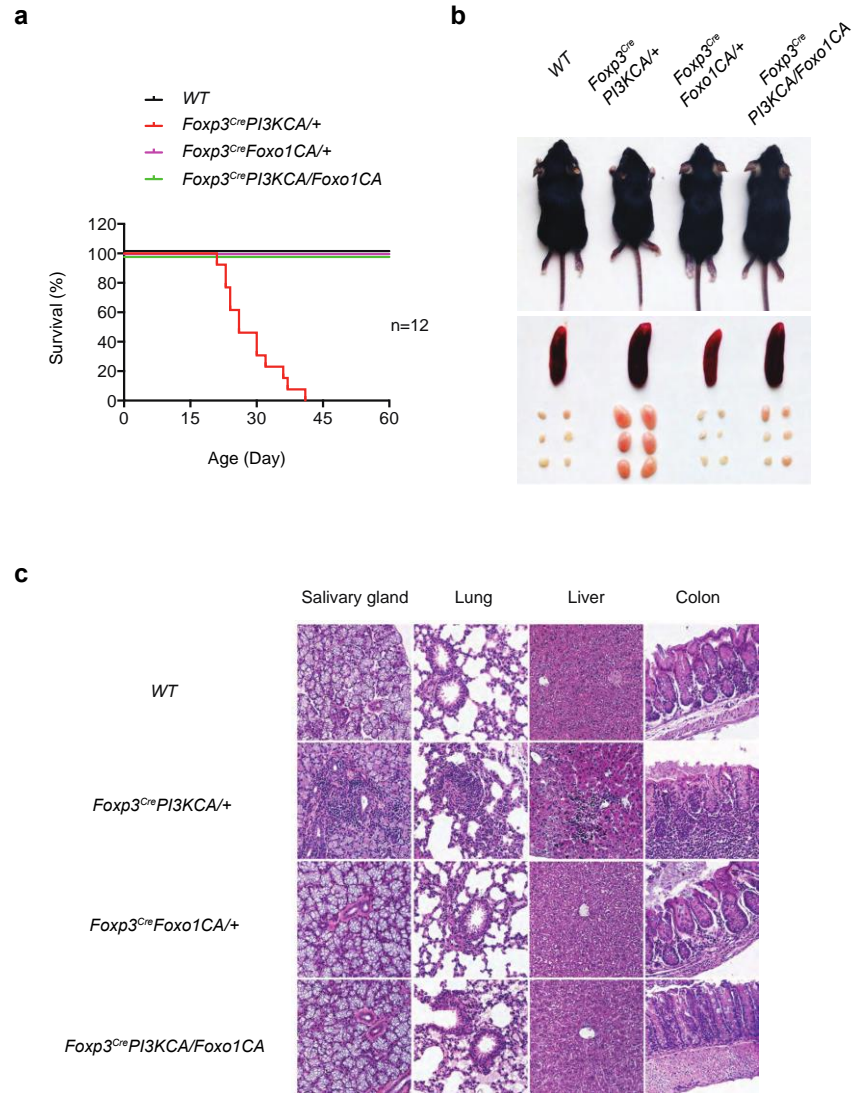 a
WT
Foxp3CrePI3KCA/+
Foxp3CreFoxo1CA/+
Foxp3CrePI3KCA/Foxo1CA
120
100
80
60
40
20
0
Survival (%)
n=12
0 15 30 45 60
Age (Day)
b
WT
Foxp3Cre
PI3KCA/+
Foxp3Cre
Foxo1CA/+
Foxp3Cre
PI3KCA/Foxo1CA
c
Salivary gland Lung Liver Colon
WT
Foxp3CrePI3KCA/+
Foxp3CreFoxo1CA/+
Foxp3CrePI3KCA/Foxo1CA